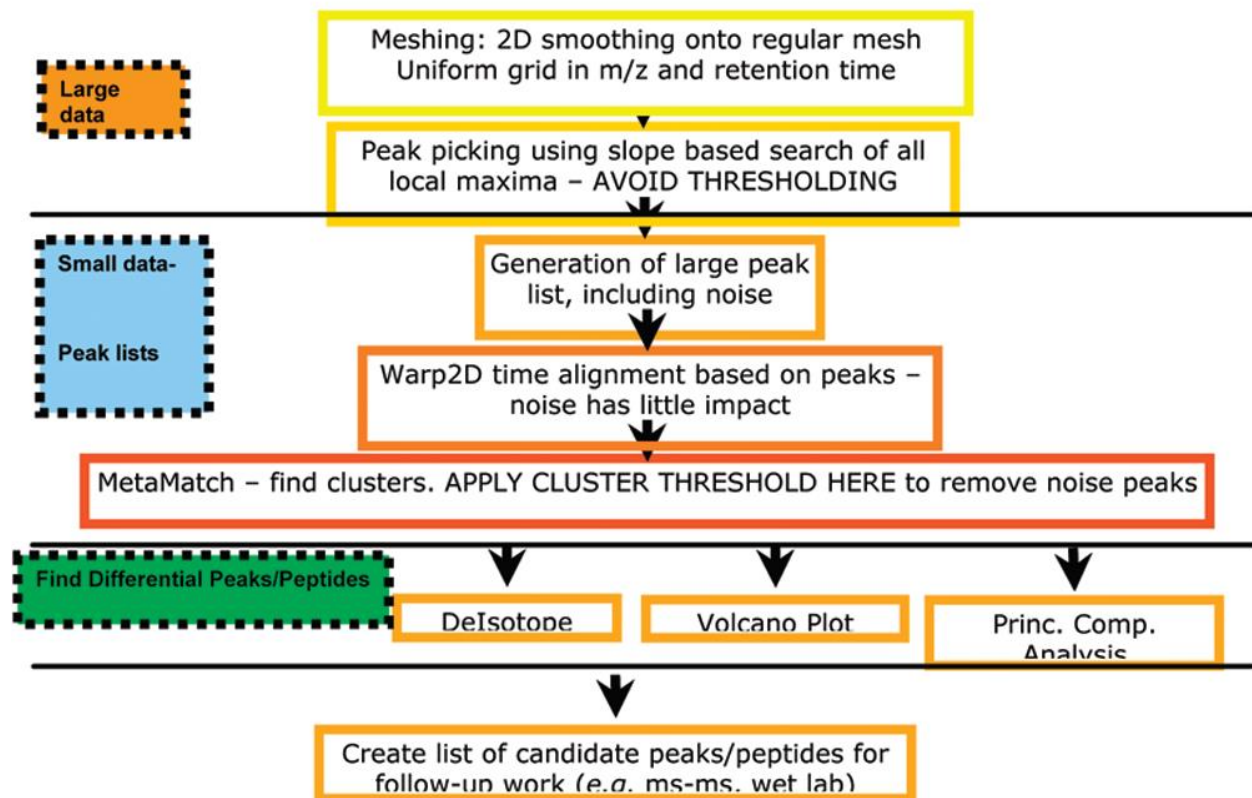 Meshing: 2D smoothing onto regular mesh
Uniform grid in m/z and retention time
Large
data
Peak picking using slope based search of all
local maxima – AVOID THRESHOLDING
Small data-
Peak lists
Generation of large peak
list, including noise
Warp2D time alignment based on peaks –
noise has little impact
MetaMatch – find clusters. APPLY CLUSTER THRESHOLD HERE to remove noise peaks
Find Differential Peaks/Peptides
DeIsotope
Volcano Plot
Princ. Comp.
Analysis
Create list of candidate peaks/peptides for
follow-up work (e.g. ms-ms, wet lab)